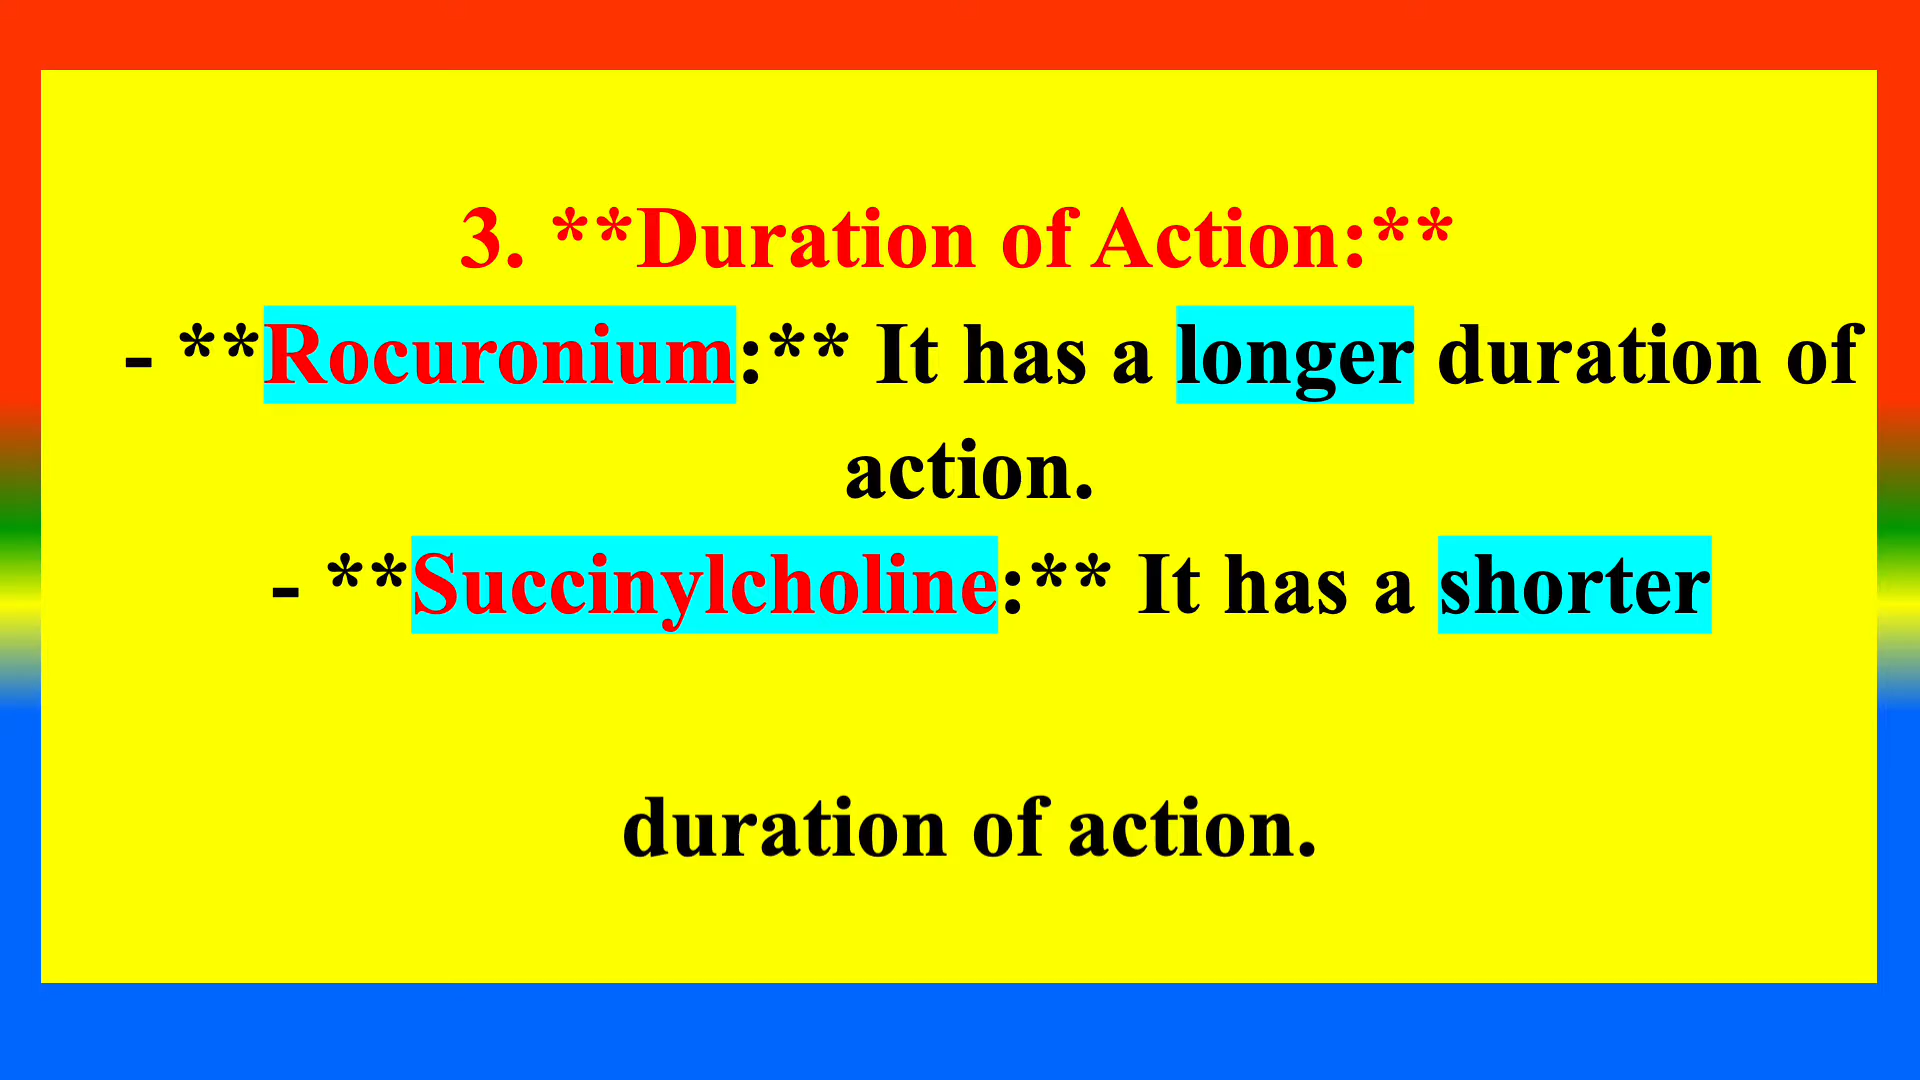 3. **Duration of Action:**
- **Rocuronium:** It has a longer duration of
action.
- **Succinylcholine:** It has a shorter
duration of action.